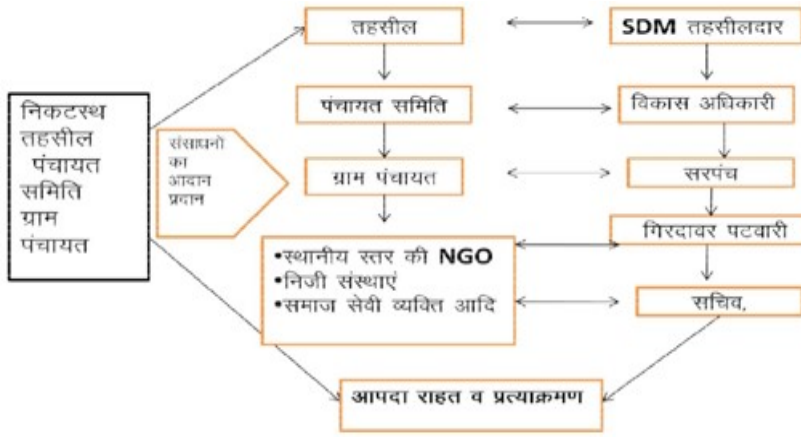 तहसील
SDM तहसीलदार
निकटस्थ
तहसील
पंचायत
समिति
ग्राम
पंचायत
संसाधनो
का
आदान
प्रदान
पंचायत समिति
विकास अधिकारी
ग्राम पंचायत
सरपंच
गिरदावर पटवारी
•स्थानीय स्तर की NGO
•निजी संस्थाएं
•समाज सेवी व्यक्ति आदि
सचिव,
आपदा राहत व प्रत्याक्रमण